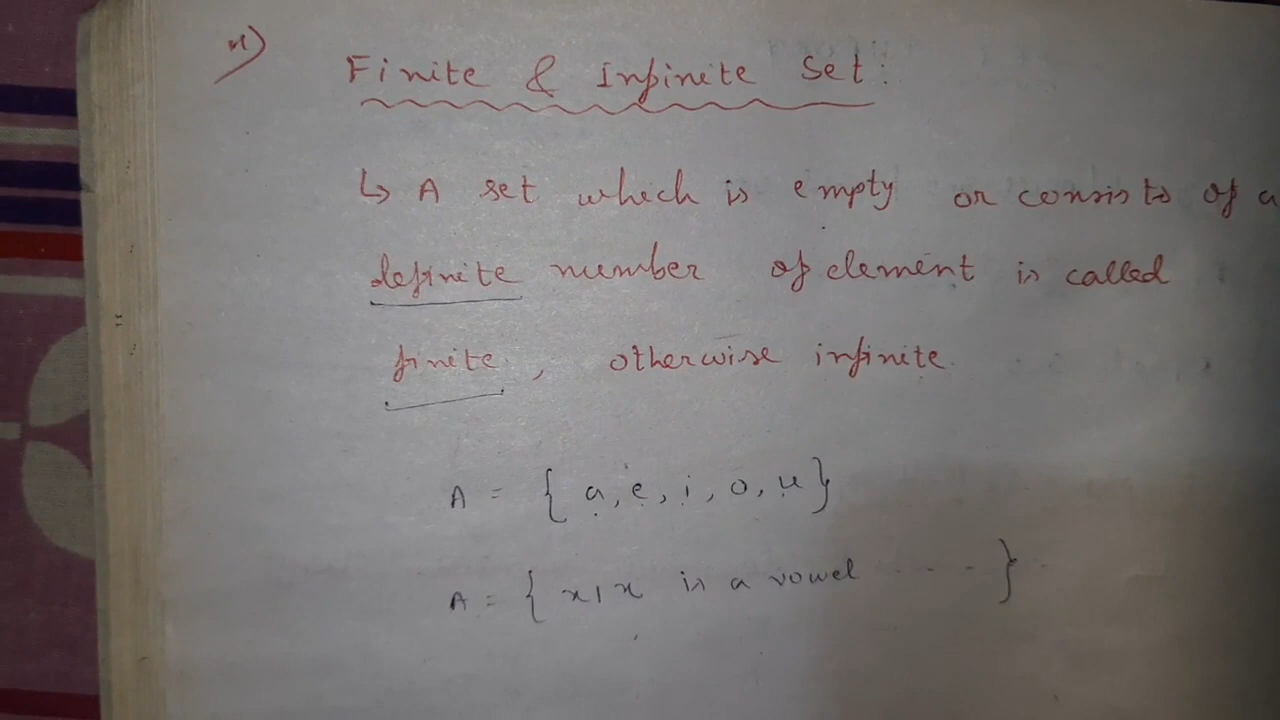 Finite & Infinite Set:
↳ A set which is empty or consists of a
definite number of element is called
finite, otherwise infinite.
A = { a, e, i, o, u }
A = { x | x is a vowel .... }